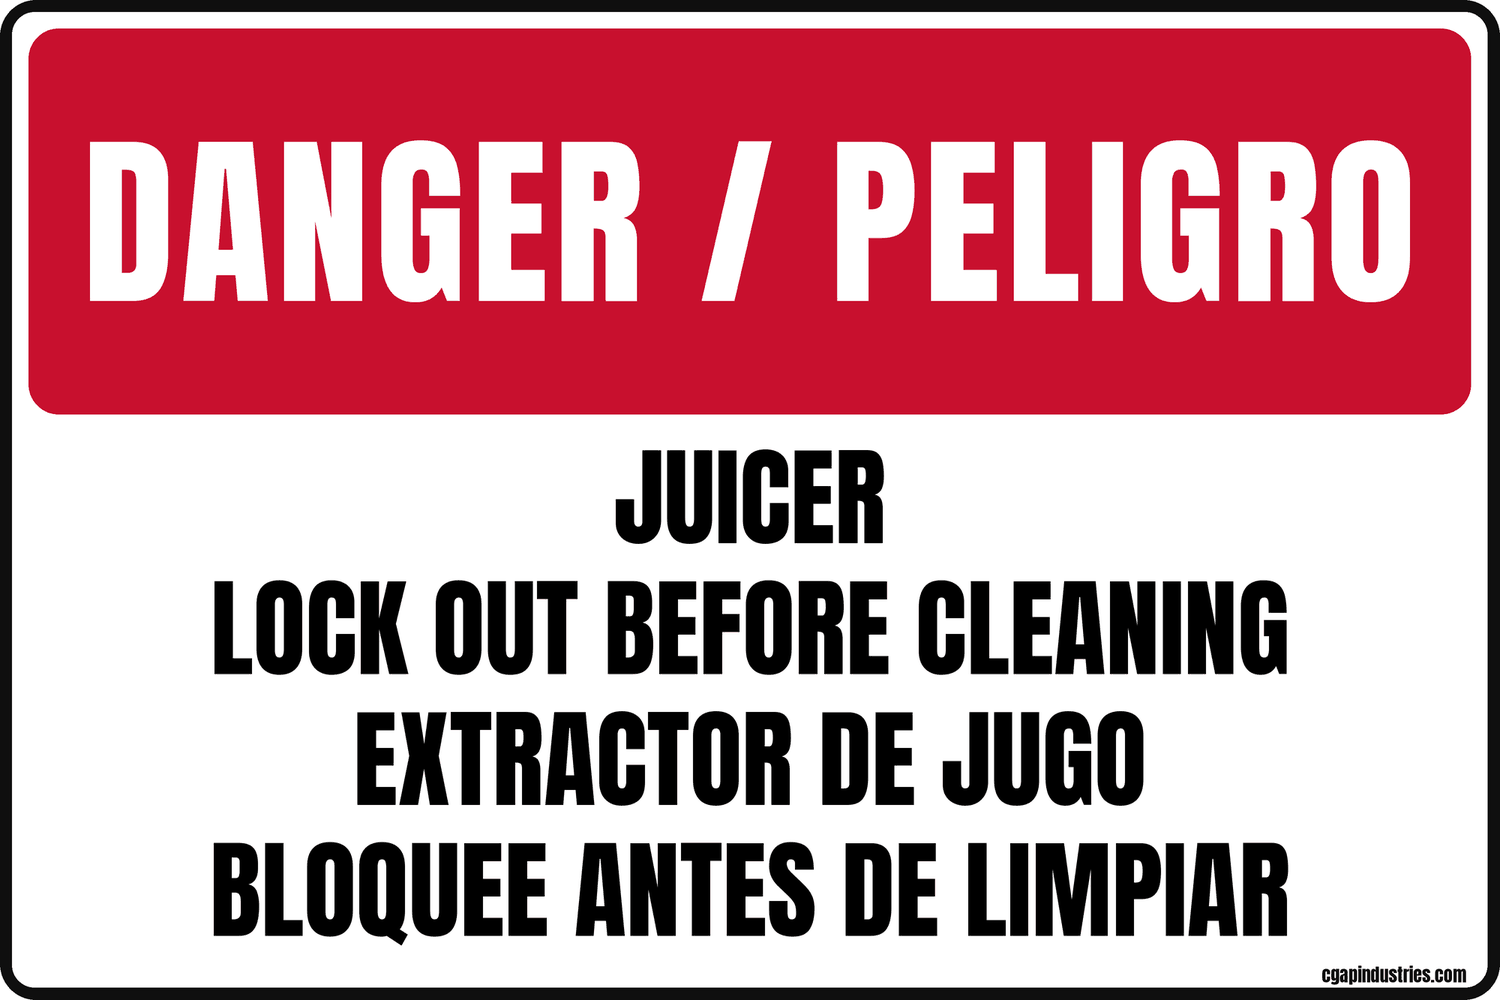 DANGER / PELIGRO
JUICER
LOCK OUT BEFORE CLEANING
EXTRACTOR DE JUGO
BLOQUEE ANTES DE LIMPIAR
cgapindustries.com